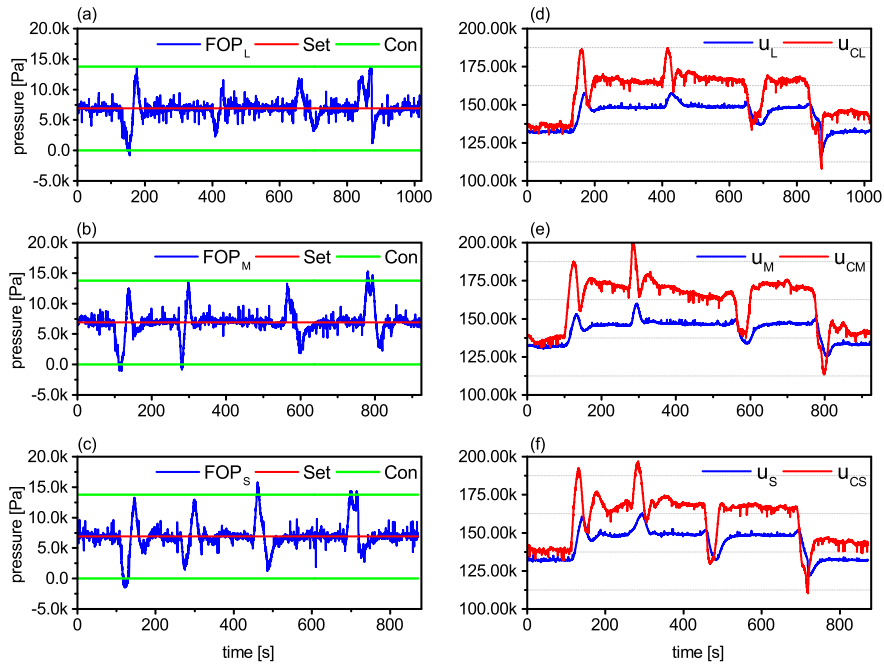 (a)
FOP_L Set Con
20.0k
15.0k
10.0k
5.0k
0.0
-5.0k
pressure [Pa]
0 200 400 600 800 1000
(d)
u_L u_CL
200.00k
175.00k
150.00k
125.00k
100.00k
0 200 400 600 800 1000
(b)
FOP_M Set Con
20.0k
15.0k
10.0k
5.0k
0.0
-5.0k
pressure [Pa]
0 200 400 600 800
(e)
u_M u_CM
200.00k
175.00k
150.00k
125.00k
100.00k
0 200 400 600 800
(c)
FOP_S Set Con
20.0k
15.0k
10.0k
5.0k
0.0
-5.0k
pressure [Pa]
0 200 400 600 800
time [s]
(f)
u_S u_CS
200.00k
175.00k
150.00k
125.00k
100.00k
0 200 400 600 800
time [s]